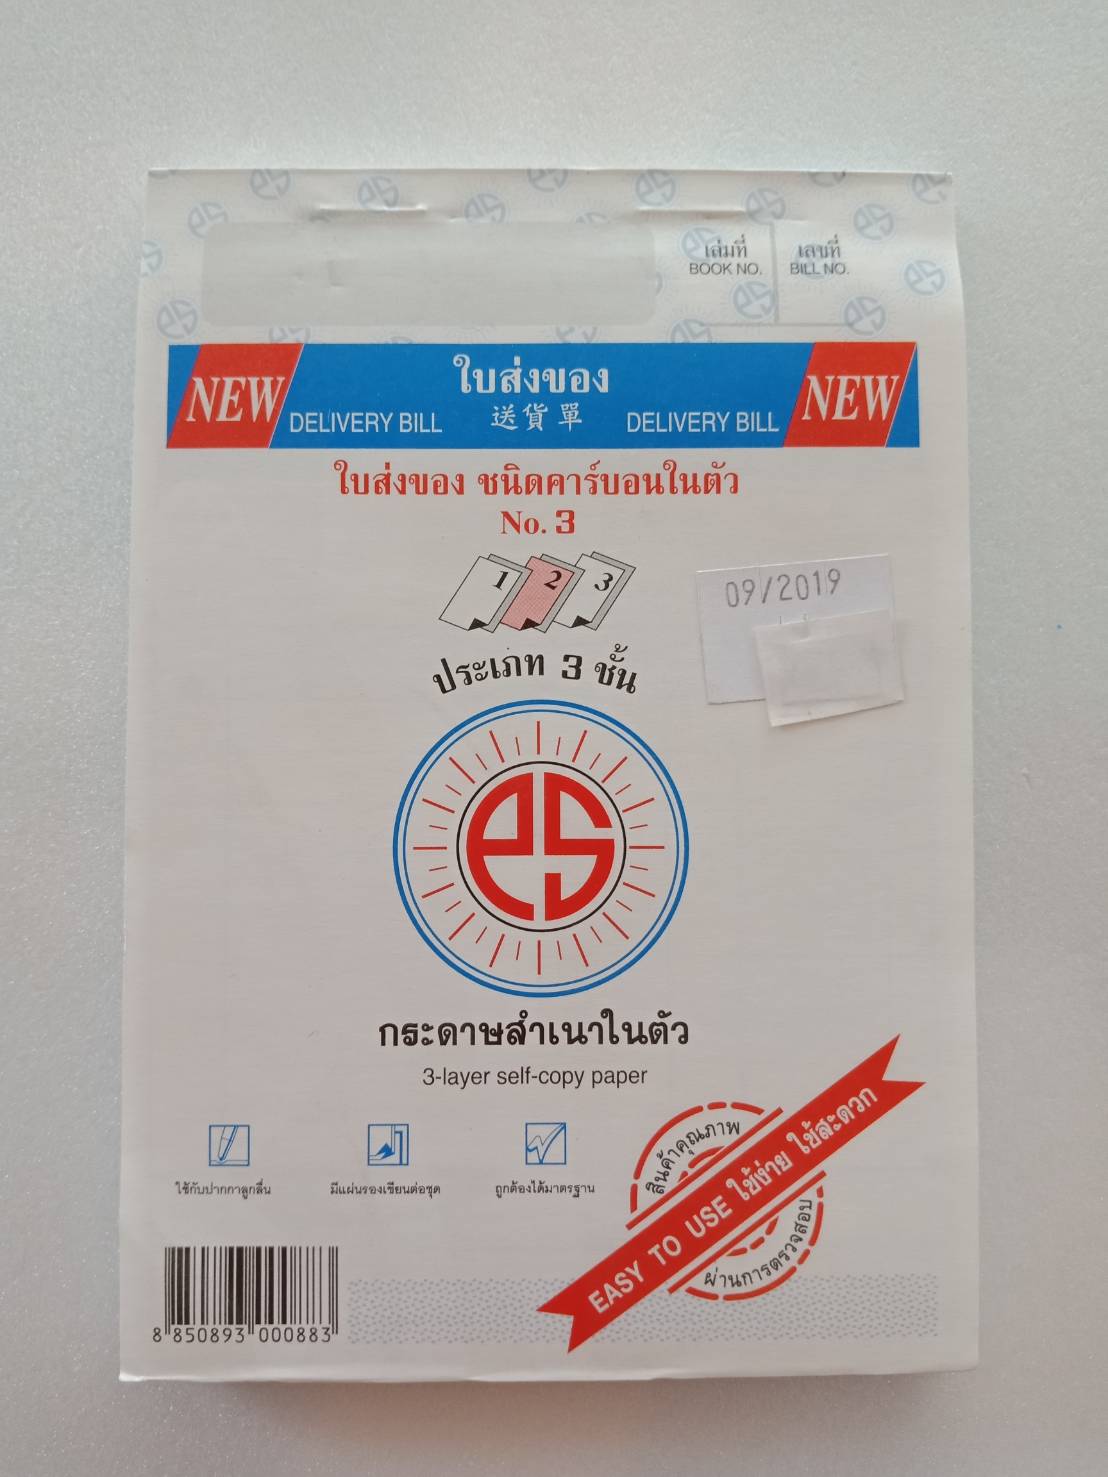 เล่มที่ เลขที่
BOOK NO. BILL NO.
NEW DELIVERY BILL ใบส่งของ DELIVERY BILL NEW
送貨單
ใบส่งของ ชนิดคาร์บอนในตัว
No. 3
1 2 3
09/2019
ประเภท 3 ชั้น
es
กระดาษสำเนาในตัว
3-layer self-copy paper
ใช้กับปากกาลูกลื่น มีแผ่นรองเขียนต่อชุด ถูกต้องได้มาตรฐาน
สินค้าคุณภาพ
EASY TO USE ใช้ง่าย ใช้สะดวก
ผ่านการตรวจสอบ
8 850893 000883